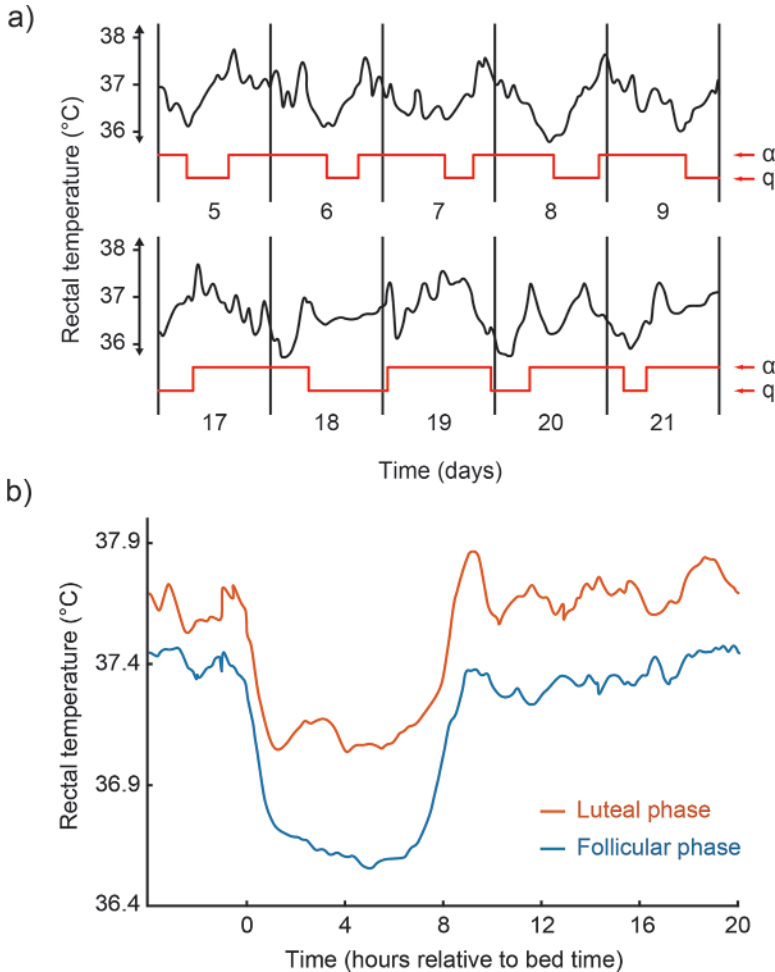 a)
38
37
36
Rectal temperature (°C)
α
q
5 6 7 8 9
38
37
36
α
q
17 18 19 20 21
Time (days)
b)
37.9
37.4
36.9
36.4
Rectal temperature (°C)
Luteal phase
Follicular phase
0 4 8 12 16 20
Time (hours relative to bed time)